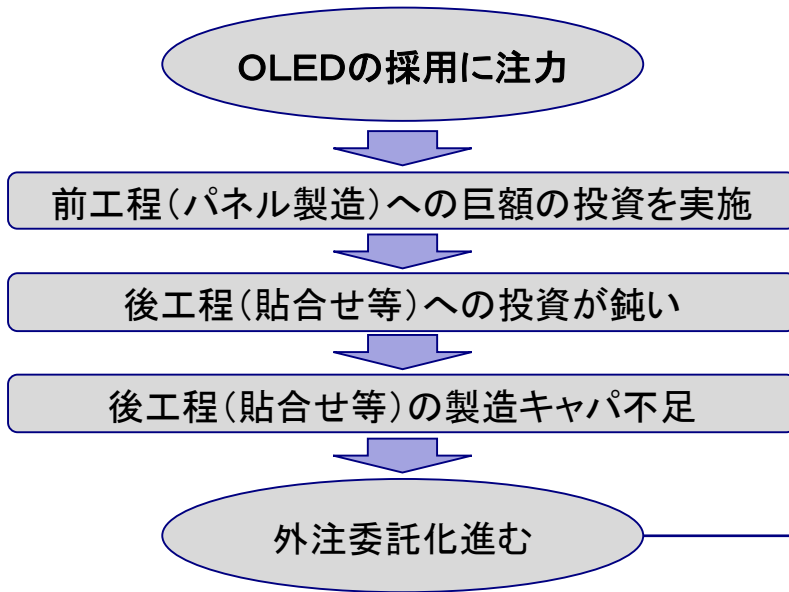 OLEDの採用に注力
前工程(パネル製造)への巨額の投資を実施
後工程(貼合せ等)への投資が鈍い
後工程(貼合せ等)の製造キャパ不足
外注委託化進む